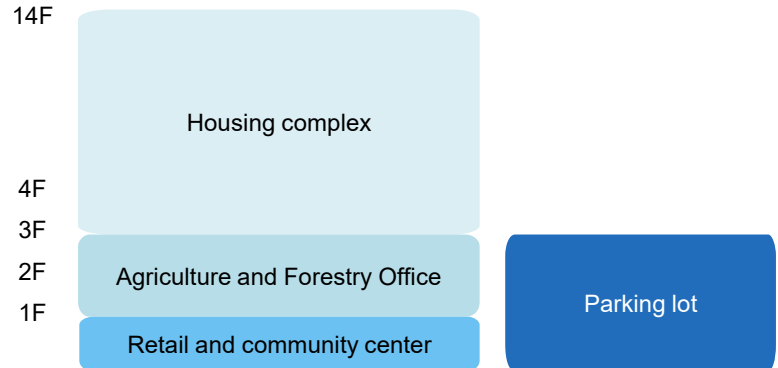 14F
Housing complex
4F
3F
2F
Agriculture and Forestry Office
1F
Parking lot
Retail and community center